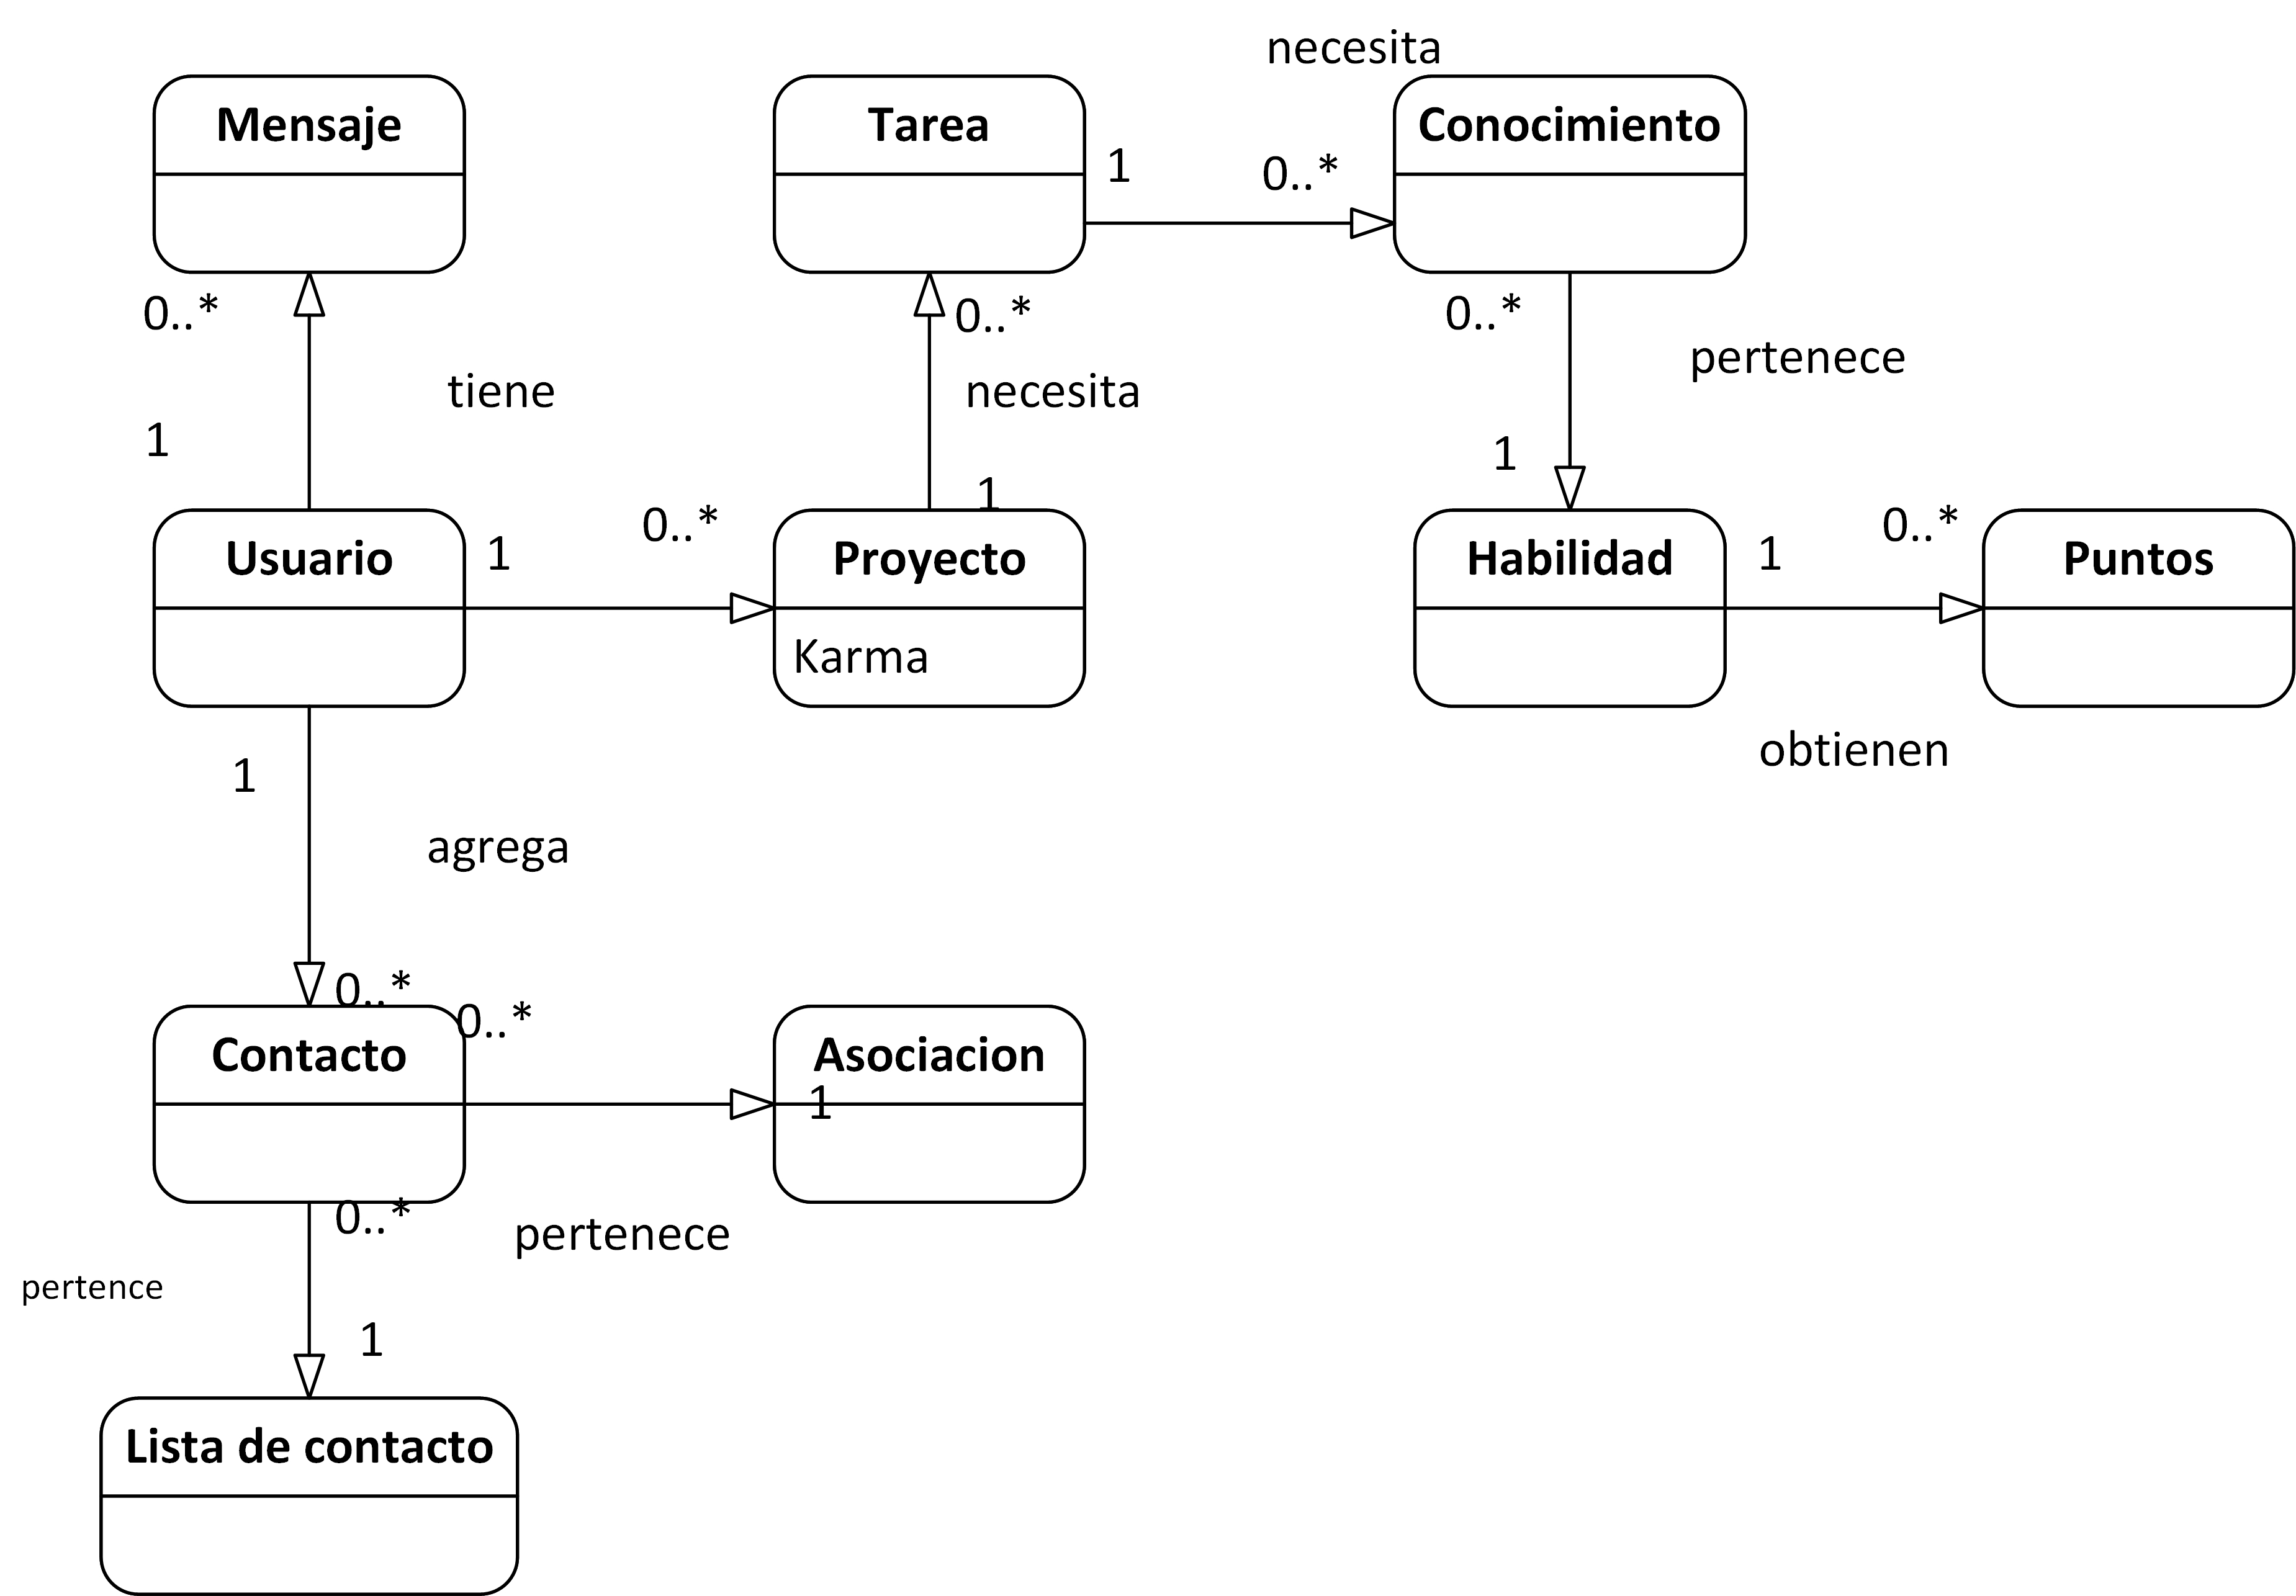 necesita
Mensaje
Tarea
Conocimiento
1
0..*
0..*
0..*
0..*
pertenece
tiene
necesita
1
1
1
0..*
0..*
Usuario
1
Proyecto
Habilidad
1
Puntos
Karma
1
obtienen
agrega
0..*
0..*
Contacto
Asociacion
1
0..*
pertenece
pertence
1
Lista de contacto